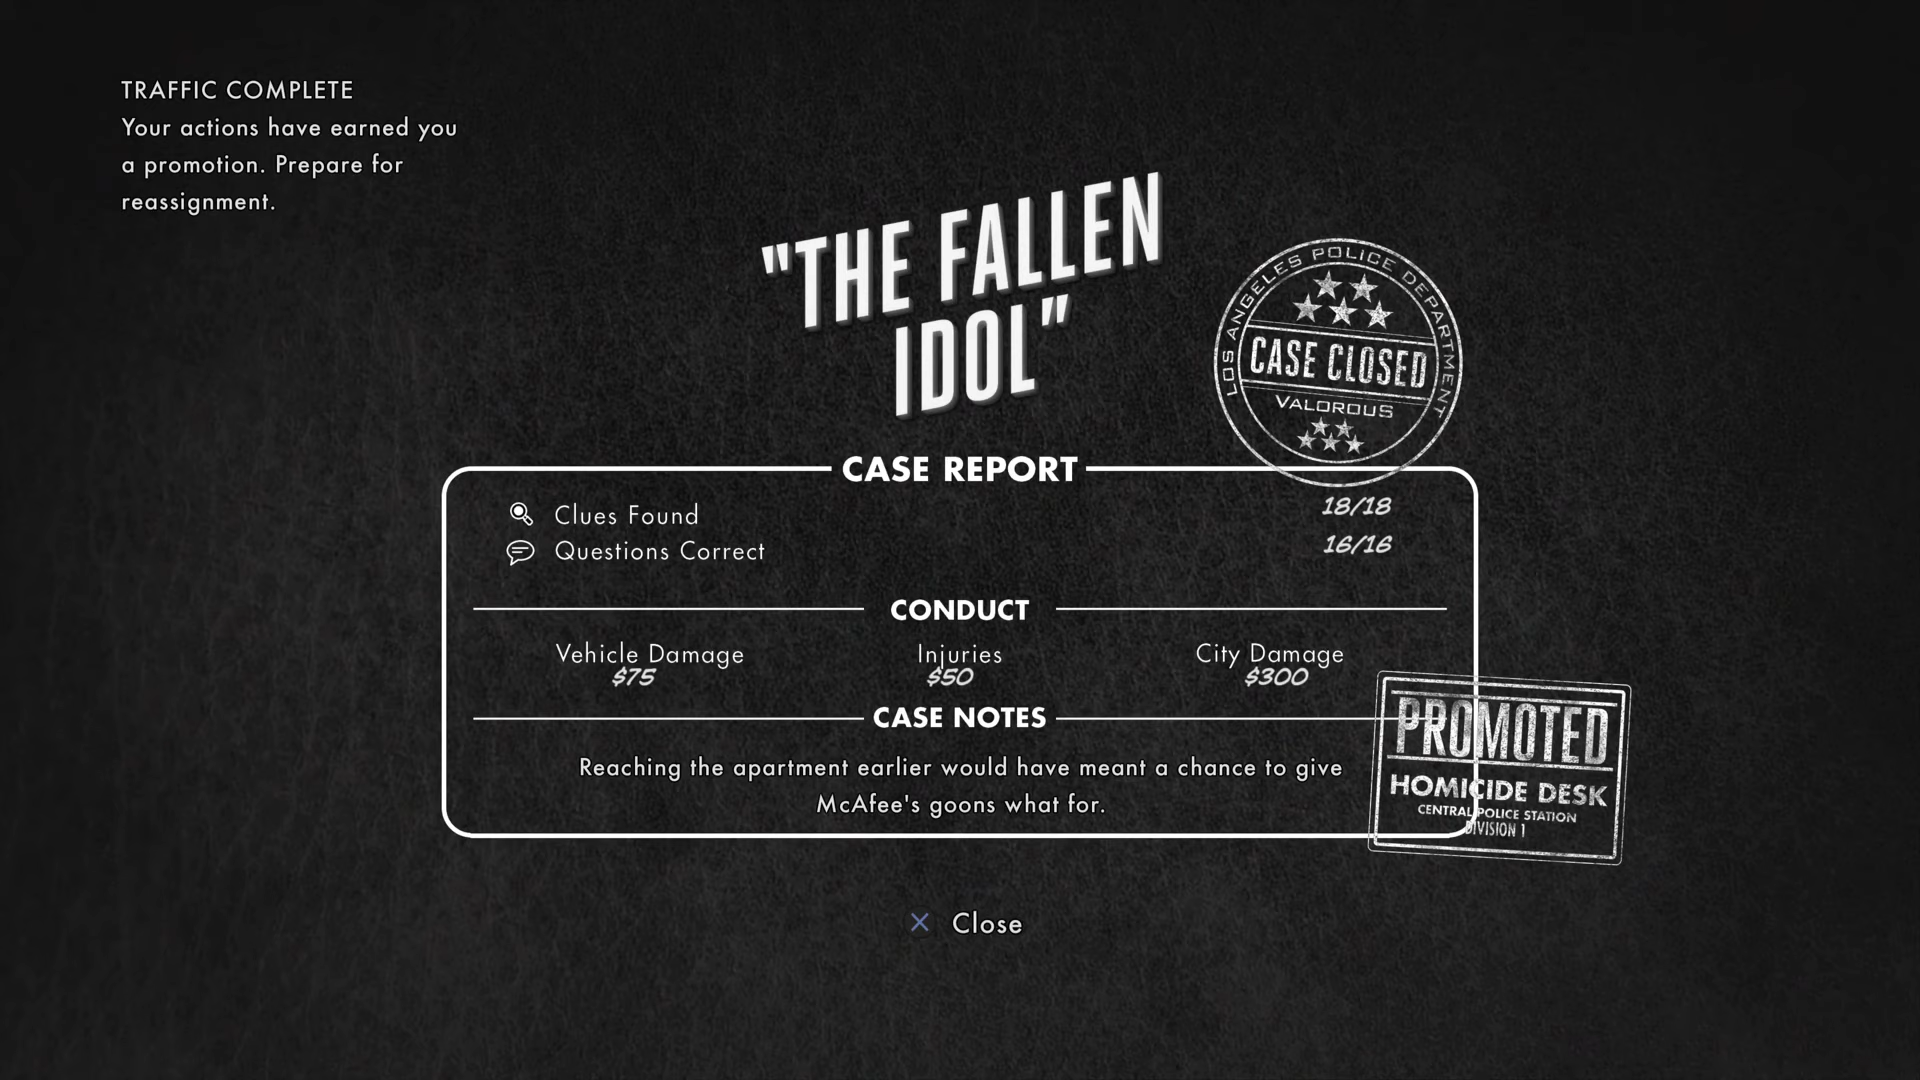 TRAFFIC COMPLETE
Your actions have earned you
a promotion. Prepare for
reassignment.
"THE FALLEN
IDOL"
LOS ANGELES POLICE DEPARTMENT
CASE CLOSED
VALOROUS
CASE REPORT
Clues Found 18/18
Questions Correct 16/16
CONDUCT
Vehicle Damage Injuries City Damage
$75 $50 $300
CASE NOTES
Reaching the apartment earlier would have meant a chance to give
McAfee's goons what for.
PROMOTED
HOMICIDE DESK
CENTRAL POLICE STATION
DIVISION 1
Close